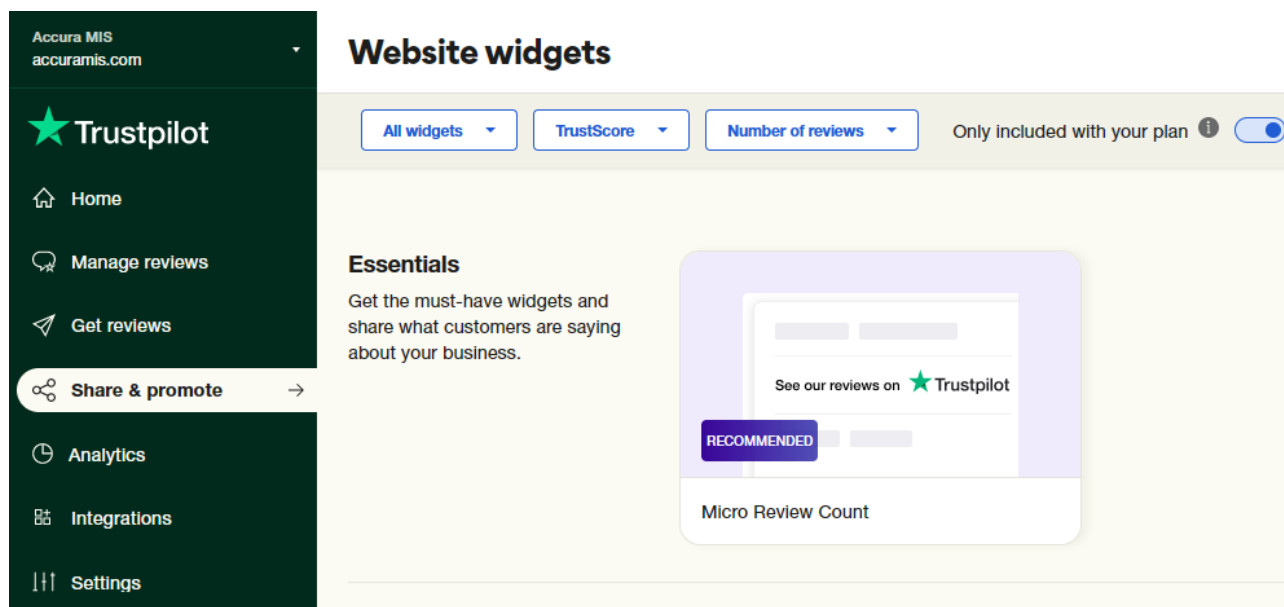 Accura MIS
accuramis.com
Trustpilot
Home
Manage reviews
Get reviews
Share & promote
Analytics
Integrations
Settings
Website widgets
All widgets
TrustScore
Number of reviews
Only included with your plan
Essentials
Get the must-have widgets and
share what customers are saying
about your business.
See our reviews on Trustpilot
RECOMMENDED
Micro Review Count